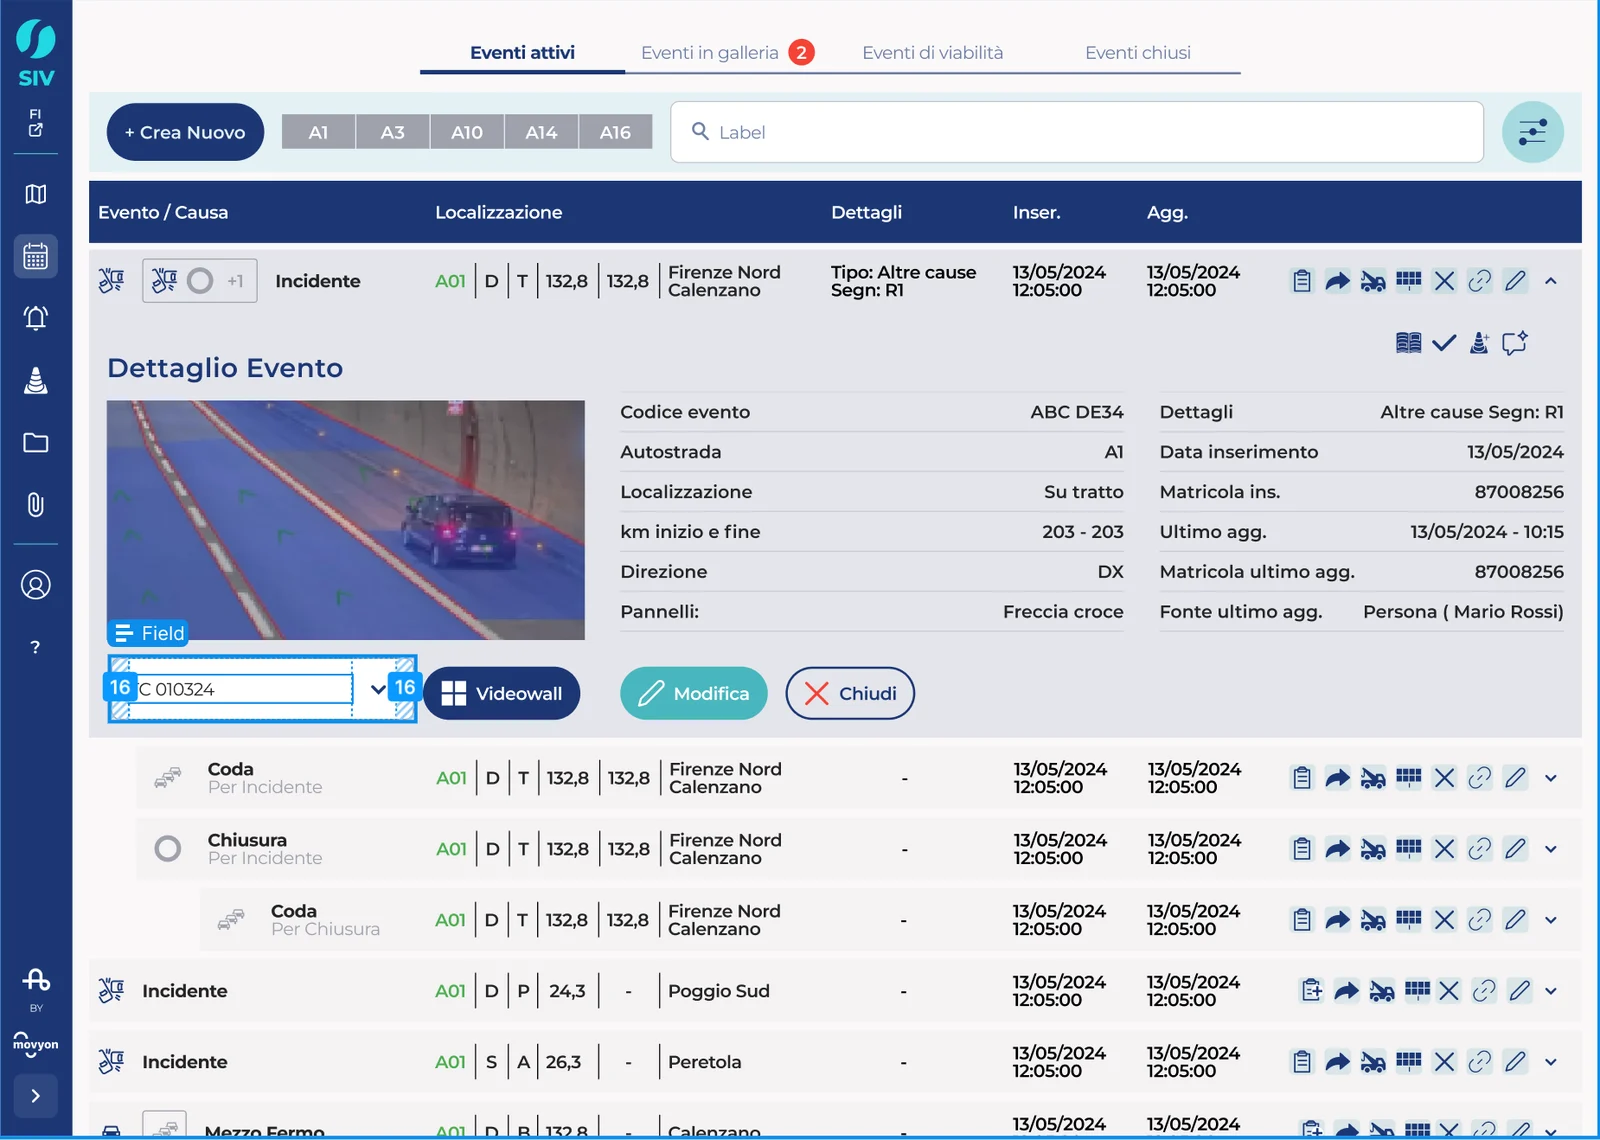 SIV
FI
?
BY
movyon
Eventi attivi
Eventi in galleria 2
Eventi di viabilità
Eventi chiusi
+ Crea Nuovo
A1 A3 A10 A14 A16
Label
Evento / Causa Localizzazione Dettagli Inser. Agg.
+1 Incidente A01 D T 132,8 132,8 Firenze Nord Tipo: Altre cause 13/05/2024 13/05/2024
Calenzano Segn: R1 12:05:00 12:05:00
Dettaglio Evento
Codice evento ABC DE34
Autostrada A1
Localizzazione Su tratto
km inizio e fine 203 - 203
Direzione DX
Pannelli: Freccia croce
Dettagli Altre cause Segn: R1
Data inserimento 13/05/2024
Matricola ins. 87008256
Ultimo agg. 13/05/2024 - 10:15
Matricola ultimo agg. 87008256
Fonte ultimo agg. Persona ( Mario Rossi)
Field
16 C 010324 16
Videowall
Modifica
Chiudi
Coda A01 D T 132,8 132,8 Firenze Nord - 13/05/2024 13/05/2024
Per Incidente Calenzano 12:05:00 12:05:00
Chiusura A01 D T 132,8 132,8 Firenze Nord - 13/05/2024 13/05/2024
Per Incidente Calenzano 12:05:00 12:05:00
Coda A01 D T 132,8 132,8 Firenze Nord - 13/05/2024 13/05/2024
Per Chiusura Calenzano 12:05:00 12:05:00
Incidente A01 D P 24,3 - Poggio Sud - 13/05/2024 13/05/2024
12:05:00 12:05:00
Incidente A01 S A 26,3 - Peretola - 13/05/2024 13/05/2024
12:05:00 12:05:00
Mezzo Fermo A01 D B 132,8 - Calenzano - 13/05/2024 13/05/2024